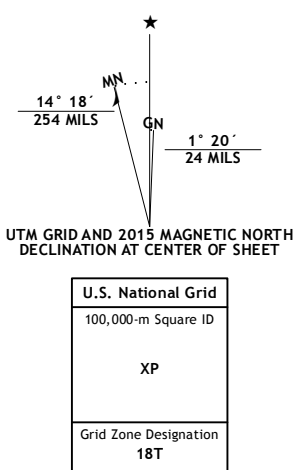 ★
MN
GN
14° 18´
254 MILS
1° 20´
24 MILS
UTM GRID AND 2015 MAGNETIC NORTH
DECLINATION AT CENTER OF SHEET
U.S. National Grid
100,000-m Square ID
XP
Grid Zone Designation
18T